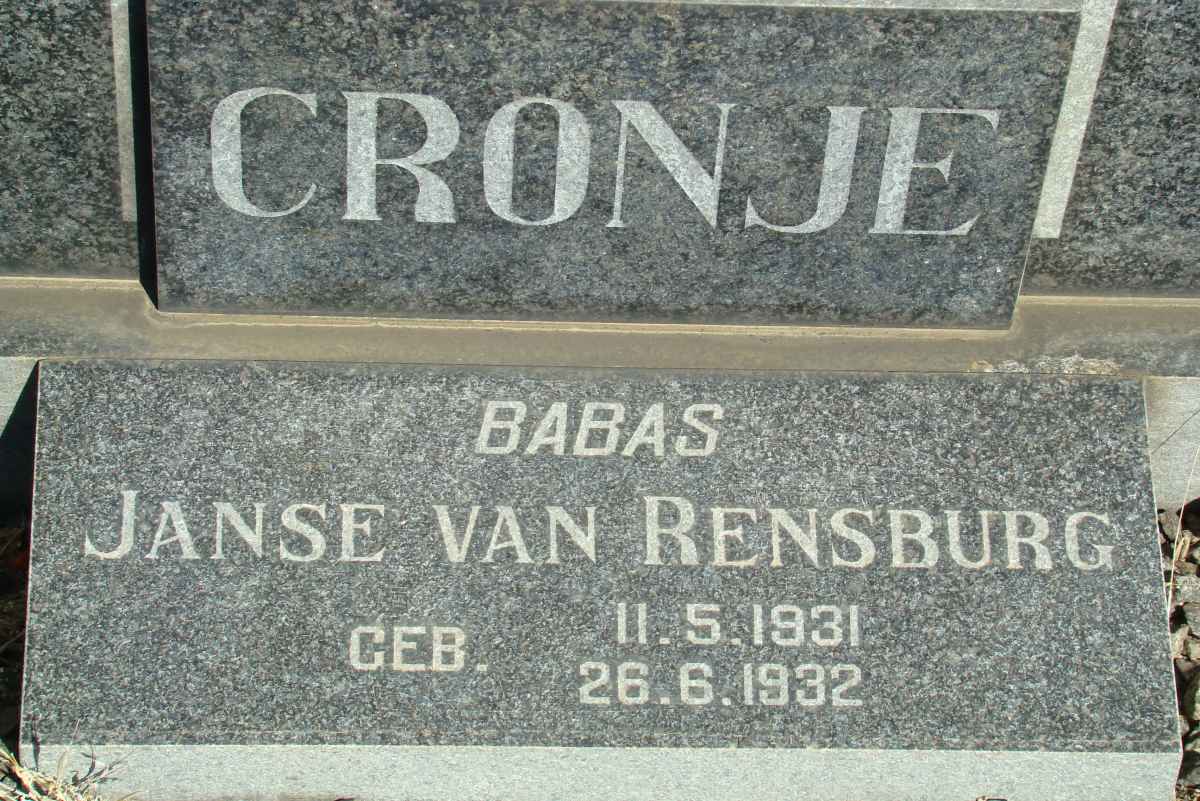 CRONJE
BABAS
JANSE VAN RENSBURG
GEB. 11.5.1931
26.6.1932